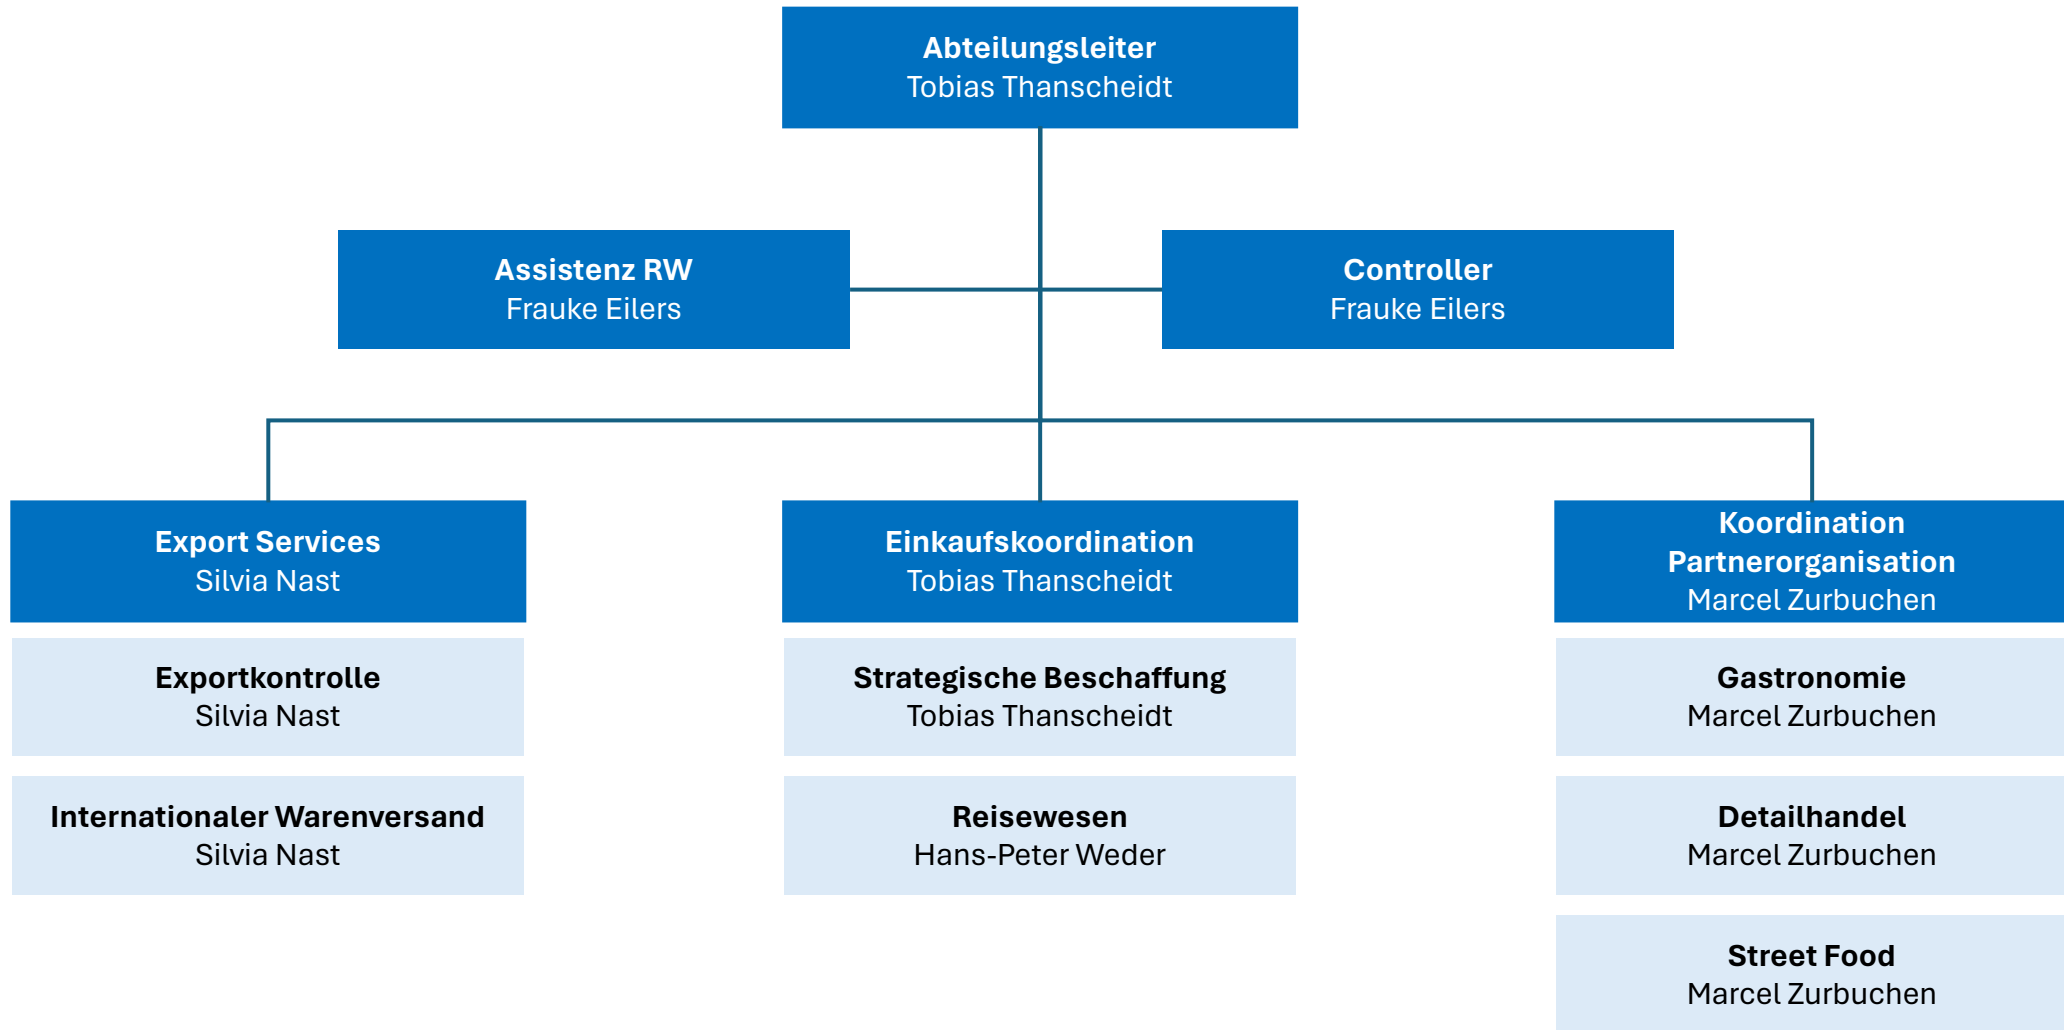 Abteilungsleiter
Tobias Thanscheidt
Assistenz RW
Frauke Eilers
Controller
Frauke Eilers
Export Services
Silvia Nast
Exportkontrolle
Silvia Nast
Internationaler Warenversand
Silvia Nast
Einkaufskoordination
Tobias Thanscheidt
Strategische Beschaffung
Tobias Thanscheidt
Reisewesen
Hans-Peter Weder
Koordination
Partnerorganisation
Marcel Zurbuchen
Gastronomie
Marcel Zurbuchen
Detailhandel
Marcel Zurbuchen
Street Food
Marcel Zurbuchen